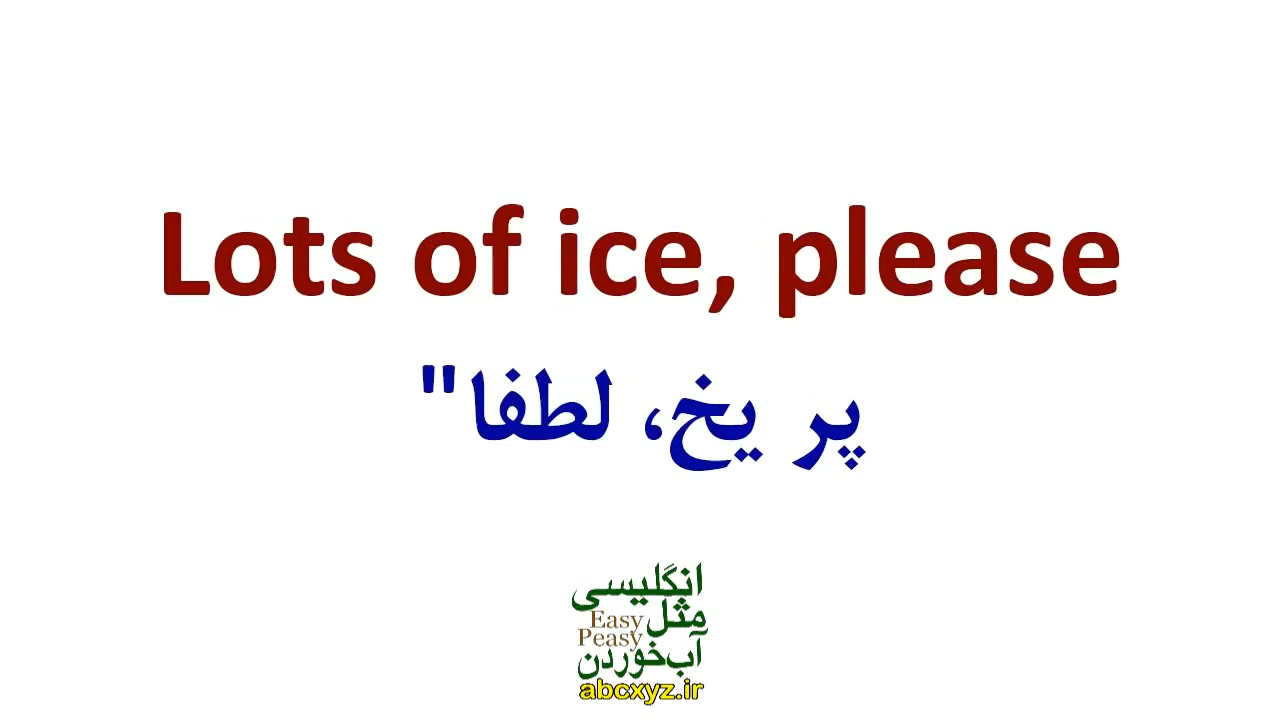 Lots of ice, please
پر یخ، لطفا"
انگلیسی
مثل
Easy
Peasy
آب‌خوردن
abcxyz.ir